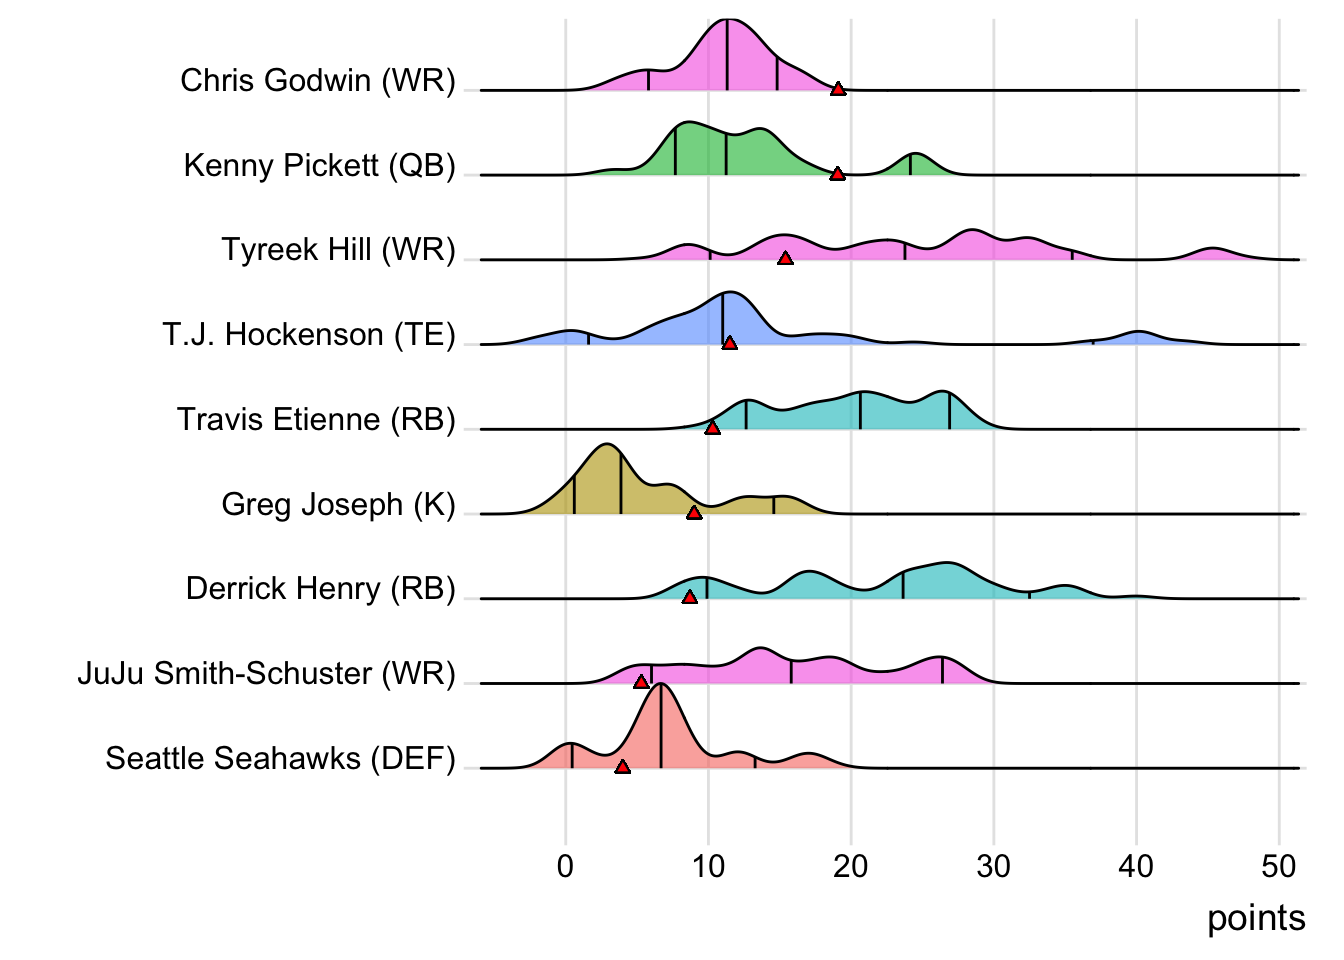 Chris Godwin (WR)
Kenny Pickett (QB)
Tyreek Hill (WR)
T.J. Hockenson (TE)
Travis Etienne (RB)
Greg Joseph (K)
Derrick Henry (RB)
JuJu Smith-Schuster (WR)
Seattle Seahawks (DEF)
0 10 20 30 40 50
points